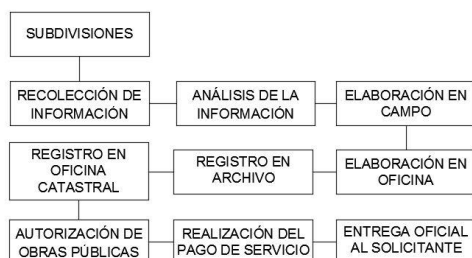 SUBDIVISIONES
RECOLECCIÓN DE
INFORMACIÓN
ANÁLISIS DE LA
INFORMACIÓN
ELABORACIÓN EN
CAMPO
REGISTRO EN
OFICINA
CATASTRAL
REGISTRO EN
ARCHIVO
ELABORACIÓN EN
OFICINA
AUTORIZACIÓN DE
OBRAS PÚBLICAS
REALIZACIÓN DEL
PAGO DE SERVICIO
ENTREGA OFICIAL
AL SOLICITANTE